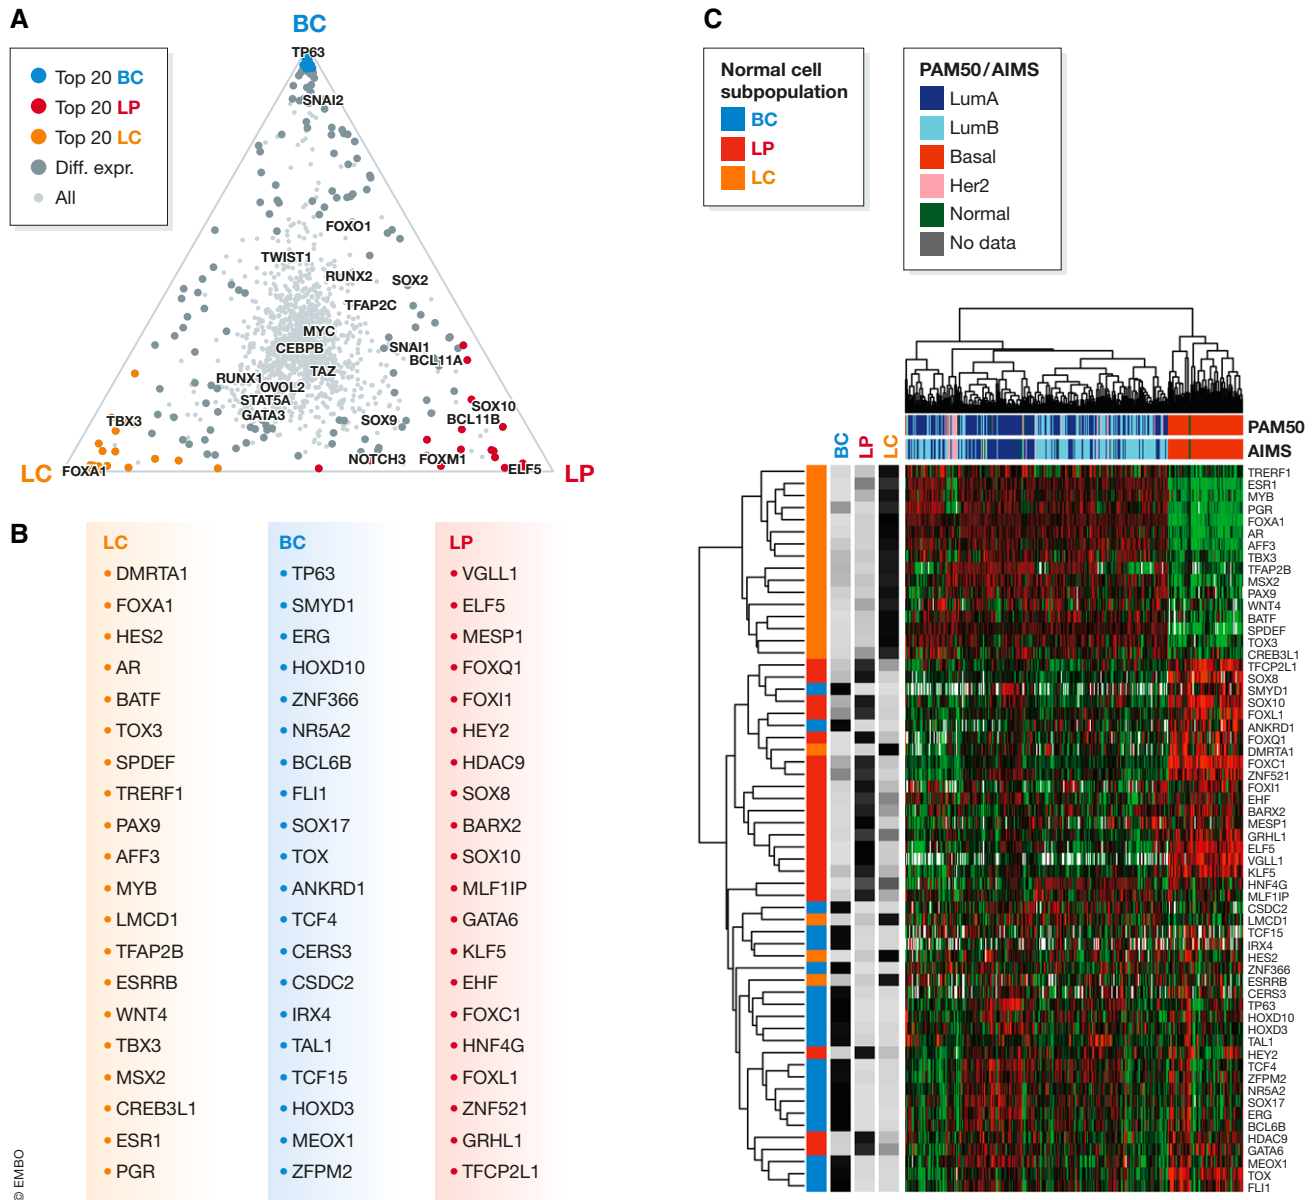 A
BC
Top 20 BC
Top 20 LP
Top 20 LC
Diff. expr.
All
TP63
SNAI2
FOXO1
TWIST1
RUNX2
SOX2
TFAP2C
MYC
CEBPB
SNAI1
BCL11A
TAZ
RUNX1
OVOL2
STAT5A
GATA3
SOX10
TBX3
SOX9
BCL11B
NOTCH3
FOXM1
ELF5
FOXA1
LC
LP
B
LC
DMRTA1
FOXA1
HES2
AR
BATF
TOX3
SPDEF
TRERF1
PAX9
AFF3
MYB
LMCD1
TFAP2B
ESRRB
WNT4
TBX3
MSX2
CREB3L1
ESR1
PGR
BC
TP63
SMYD1
ERG
HOXD10
ZNF366
NR5A2
BCL6B
FLI1
SOX17
TOX
ANKRD1
TCF4
CERS3
CSDC2
IRX4
TAL1
TCF15
HOXD3
MEOX1
ZFPM2
LP
VGLL1
ELF5
MESP1
FOXQ1
FOXI1
HEY2
HDAC9
SOX8
BARX2
SOX10
MLF1IP
GATA6
KLF5
EHF
FOXC1
HNF4G
FOXL1
ZNF521
GRHL1
TFCP2L1
© EMBO
C
Normal cell
subpopulation
BC
LP
LC
PAM50/AIMS
LumA
LumB
Basal
Her2
Normal
No data
PAM50
AIMS
BC
LP
LC
TRERF1
ESR1
MYB
PGR
FOXA1
AR
AFF3
TBX3
TFAP2B
MSX2
PAX9
WNT4
BATF
SPDEF
TOX3
CREB3L1
TFCP2L1
SOX8
SMYD1
SOX10
FOXL1
ANKRD1
FOXQ1
DMRTA1
FOXC1
ZNF521
FOXI1
EHF
BARX2
MESP1
GRHL1
ELF5
VGLL1
KLF5
HNF4G
MLF1IP
CSDC2
LMCD1
TCF15
IRX4
HES2
ZNF366
ESRRB
CERS3
TP63
HOXD10
HOXD3
TAL1
HEY2
TCF4
ZFPM2
NR5A2
SOX17
ERG
BCL6B
HDAC9
GATA6
MEOX1
TOX
FLI1